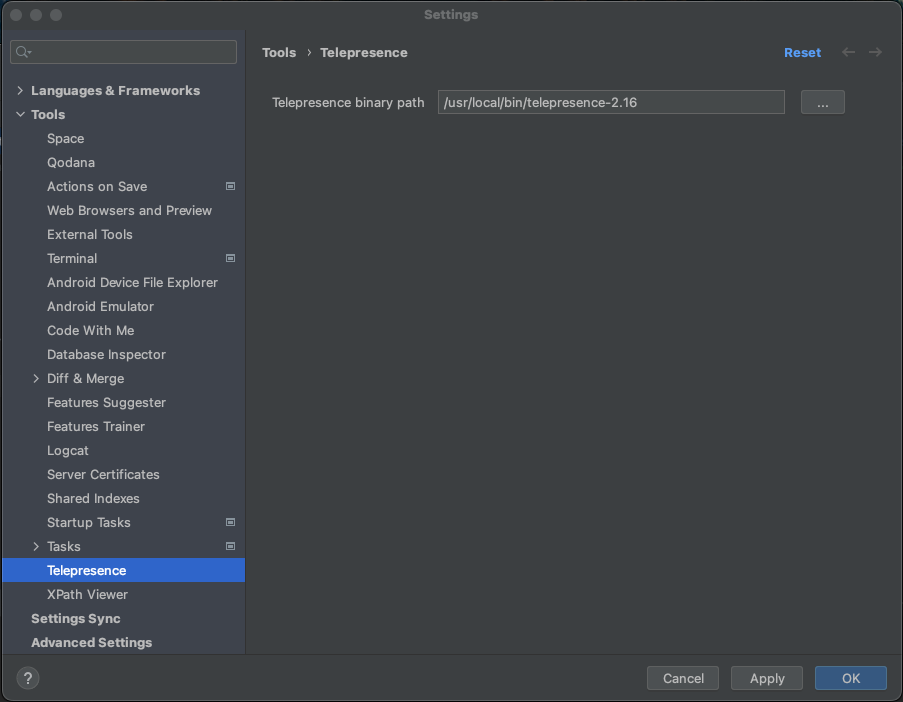 Settings
Tools › Telepresence
Reset
Telepresence binary path
/usr/local/bin/telepresence-2.16
...
Languages & Frameworks
Tools
Space
Qodana
Actions on Save
Web Browsers and Preview
External Tools
Terminal
Android Device File Explorer
Android Emulator
Code With Me
Database Inspector
Diff & Merge
Features Suggester
Features Trainer
Logcat
Server Certificates
Shared Indexes
Startup Tasks
Tasks
Telepresence
XPath Viewer
Settings Sync
Advanced Settings
?
Cancel
Apply
OK